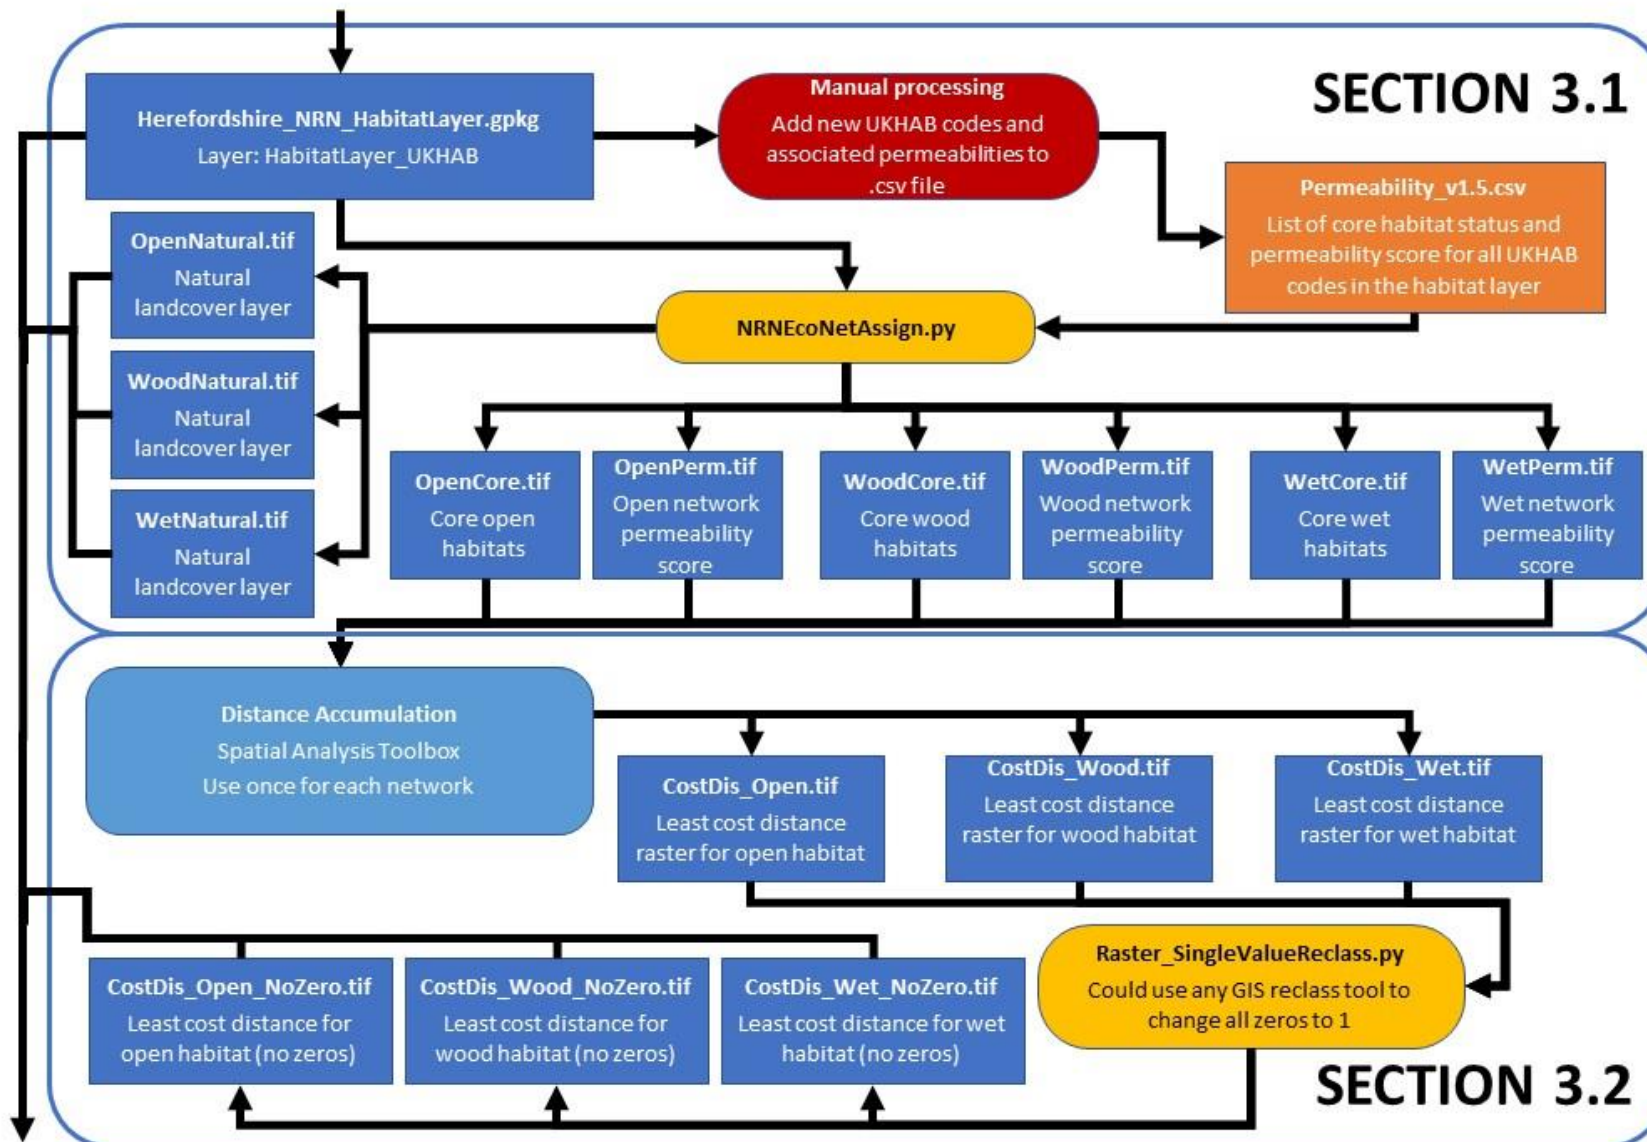 SECTION 3.1
Herefordshire_NRN_HabitatLayer.gpkg
Layer: HabitatLayer_UKHAB
Manual processing
Add new UKHAB codes and
associated permeabilities to
.csv file
Permeability_v1.5.csv
List of core habitat status and
permeability score for all UKHAB
codes in the habitat layer
OpenNatural.tif
Natural
landcover layer
WoodNatural.tif
Natural
landcover layer
WetNatural.tif
Natural
landcover layer
NRNEcoNetAssign.py
OpenCore.tif
Core open
habitats
OpenPerm.tif
Open network
permeability
score
WoodCore.tif
Core wood
habitats
WoodPerm.tif
Wood network
permeability
score
WetCore.tif
Core wet
habitats
WetPerm.tif
Wet network
permeability
score
Distance Accumulation
Spatial Analysis Toolbox
Use once for each network
CostDis_Open.tif
Least cost distance
raster for open habitat
CostDis_Wood.tif
Least cost distance
raster for wood habitat
CostDis_Wet.tif
Least cost distance
raster for wet habitat
CostDis_Open_NoZero.tif
Least cost distance for
open habitat (no zeros)
CostDis_Wood_NoZero.tif
Least cost distance for
wood habitat (no zeros)
CostDis_Wet_NoZero.tif
Least cost distance for wet
habitat (no zeros)
Raster_SingleValueReclass.py
Could use any GIS reclass tool to
change all zeros to 1
SECTION 3.2